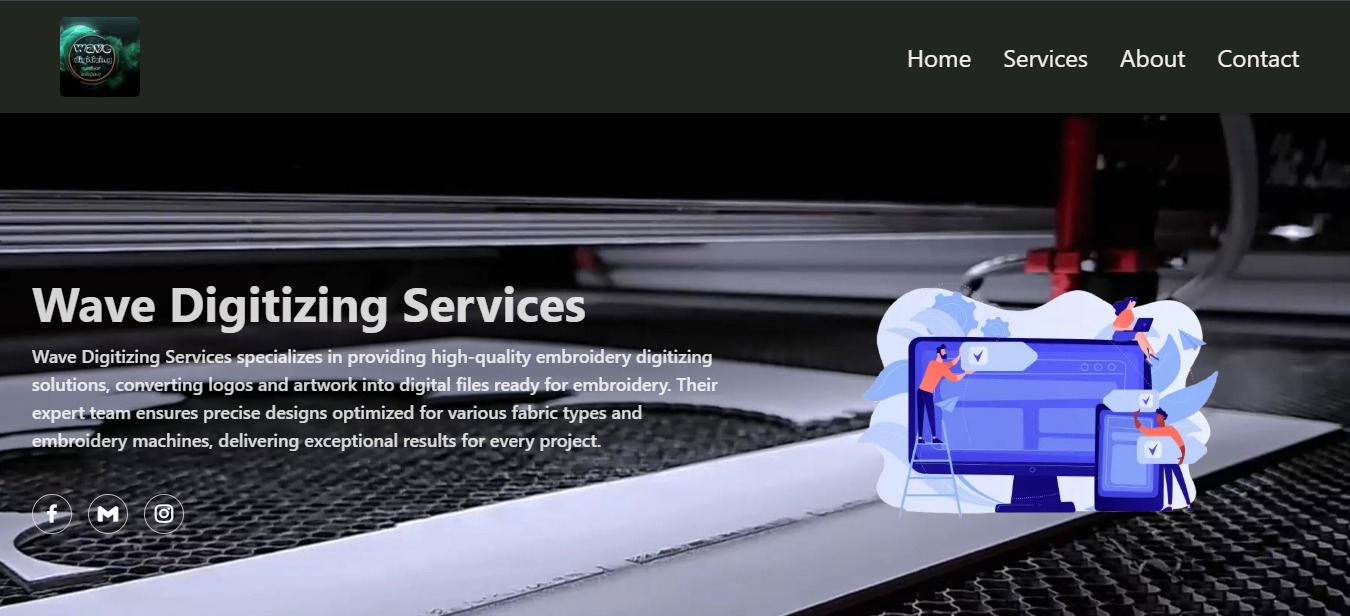 wave
digitizing
Home Services About Contact
Wave Digitizing Services
Wave Digitizing Services specializes in providing high-quality embroidery digitizing
solutions, converting logos and artwork into digital files ready for embroidery. Their
expert team ensures precise designs optimized for various fabric types and
embroidery machines, delivering exceptional results for every project.